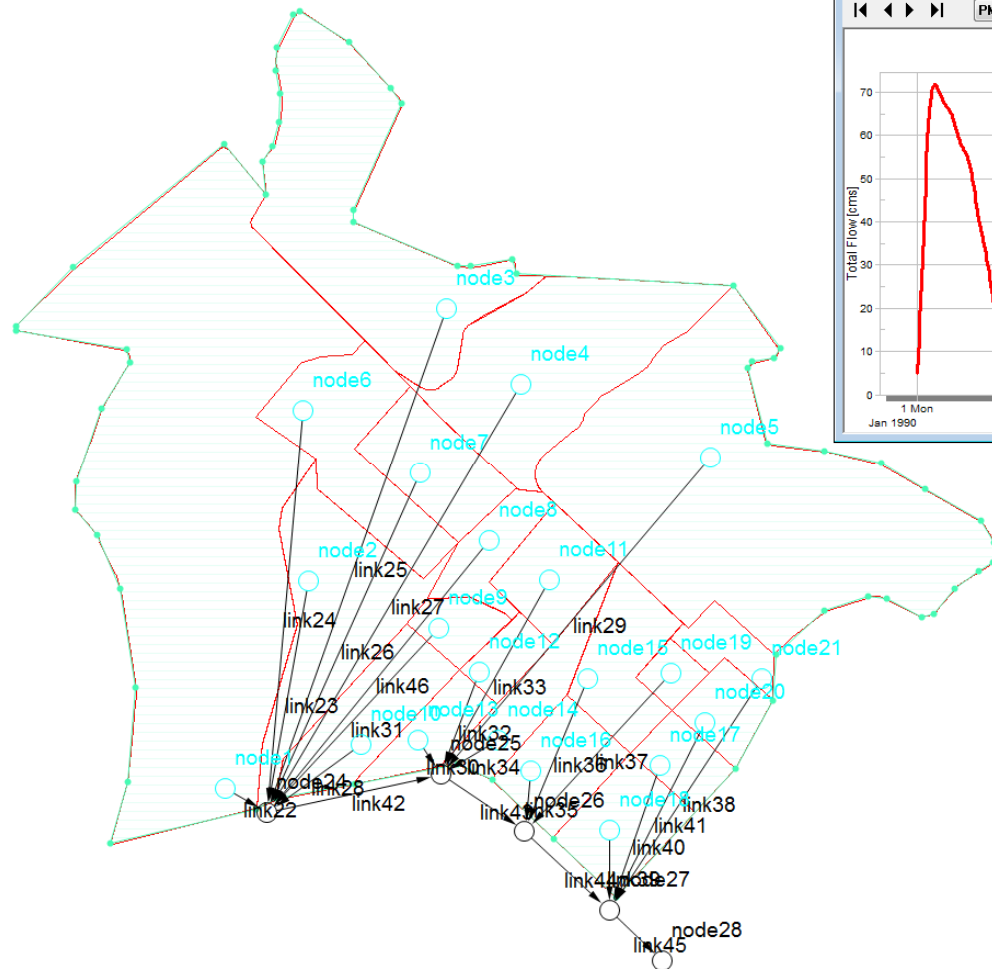 PM
70
60
50
40
30
20
10
0
Total Flow [cms]
1 Mon
Jan 1990
node3
node4
node6
node5
node7
node8
node2
node11
link25
link27
node9
link24
link29
node12
node15
node19
node21
link26
link46
link33
node20
link23
link31
node10
node13
node14
link32
node25
node16
node17
node1
node24
link28
link30
link34
link36
link37
link22
link42
node26
link43
link35
node18
link38
link41
link40
link44
link39
node27
node28
link45